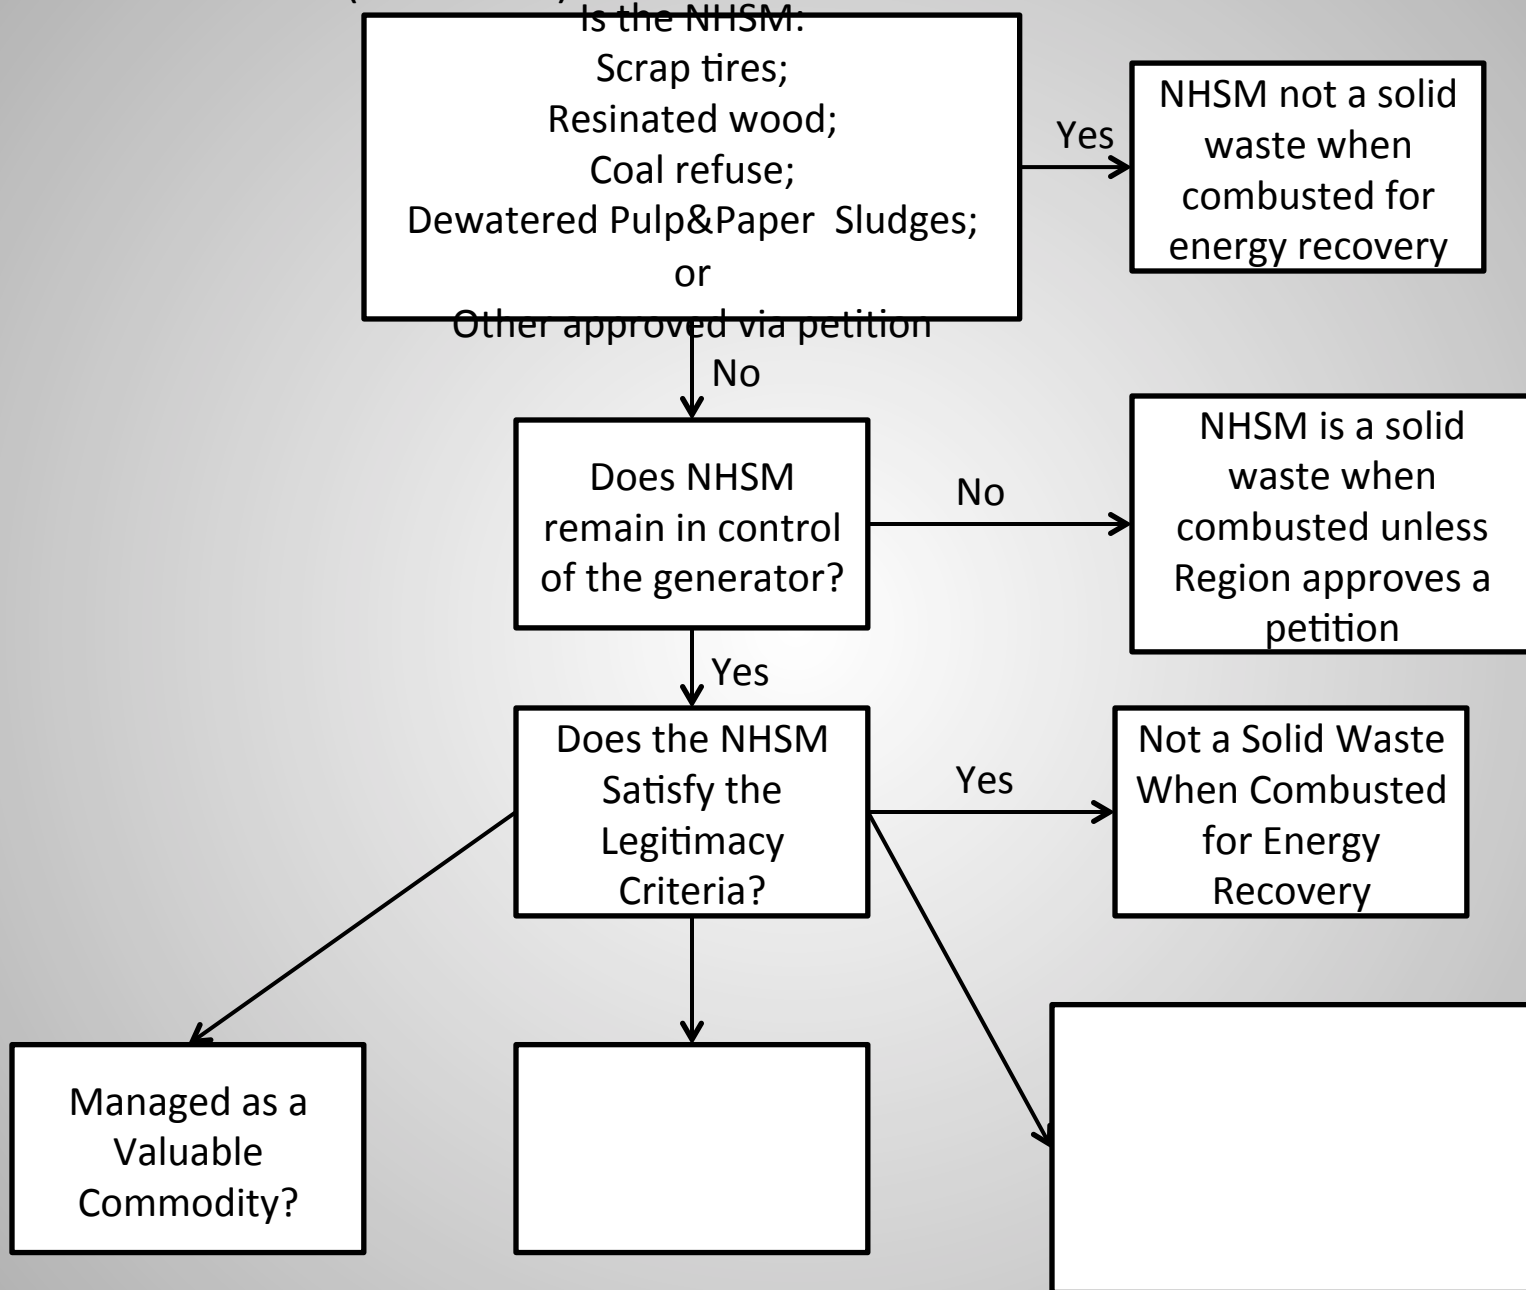 Is the NHSM:
Scrap tires;
Resinated wood;
Coal refuse;
Dewatered Pulp&Paper Sludges;
or
Other approved via petition
Yes
NHSM not a solid
waste when
combusted for
energy recovery
No
Does NHSM
remain in control
of the generator?
No
NHSM is a solid
waste when
combusted unless
Region approves a
petition
Yes
Does the NHSM
Satisfy the
Legitimacy
Criteria?
Yes
Not a Solid Waste
When Combusted
for Energy
Recovery
Managed as a
Valuable
Commodity?